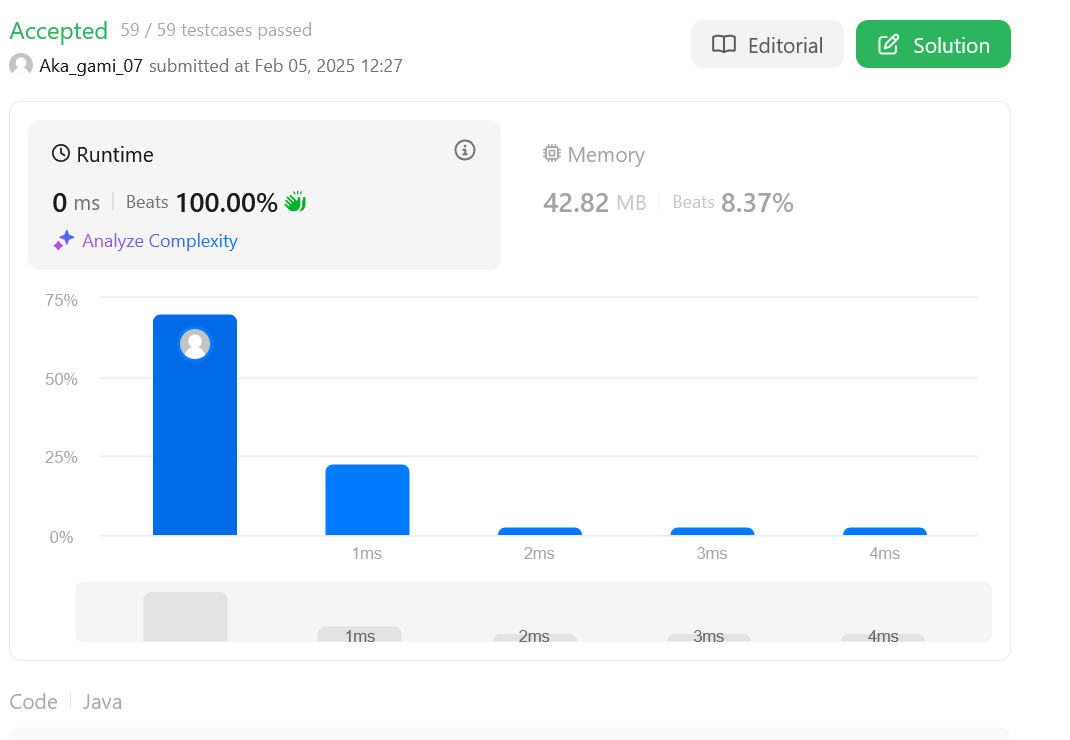 Accepted 59 / 59 testcases passed
Aka_gami_07 submitted at Feb 05, 2025 12:27
Editorial
Solution
Runtime
0 ms Beats 100.00%
Analyze Complexity
Memory
42.82 MB Beats 8.37%
75%
50%
25%
0%
1ms 2ms 3ms 4ms
1ms 2ms 3ms 4ms
Code Java